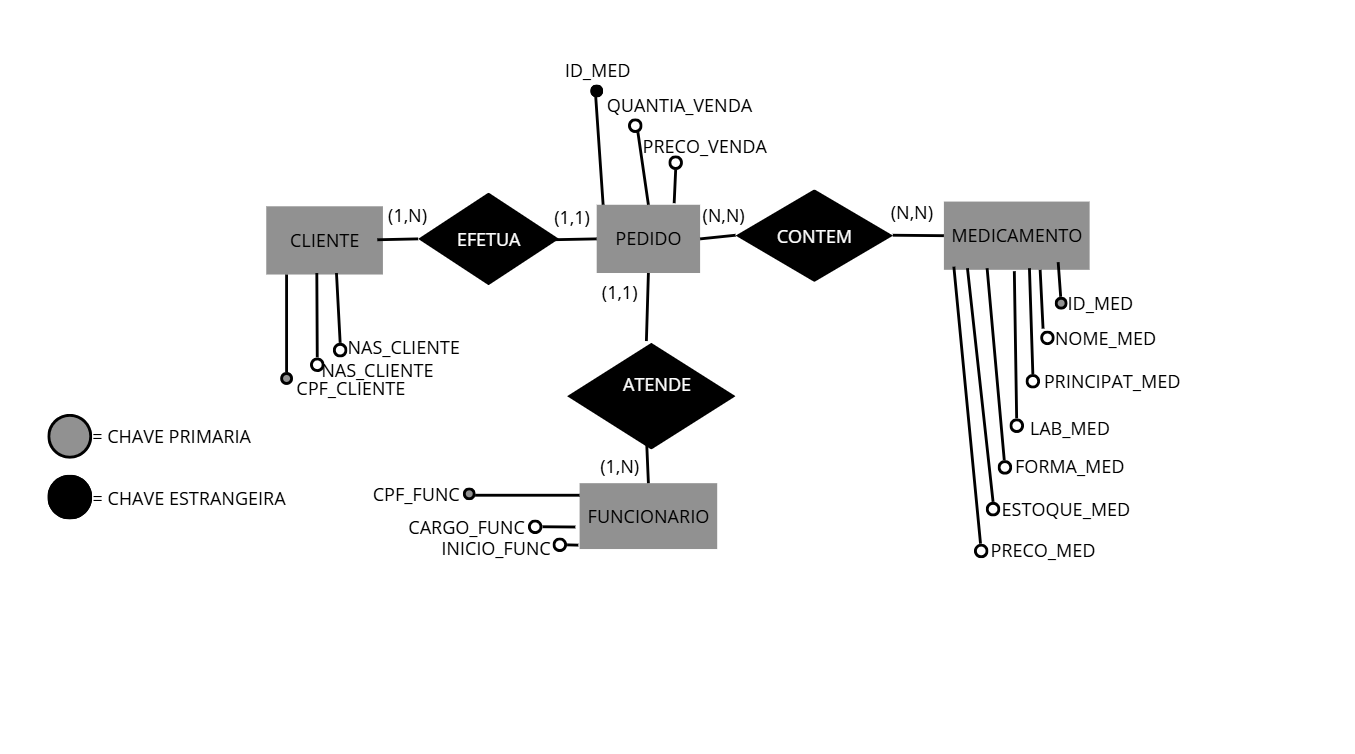 ID_MED
QUANTIA_VENDA
PRECO_VENDA
(1,N)
(1,1)
(N,N)
(N,N)
CLIENTE
EFETUA
PEDIDO
CONTEM
MEDICAMENTO
(1,1)
ID_MED
NOME_MED
NAS_CLIENTE
NAS_CLIENTE
CPF_CLIENTE
ATENDE
PRINCIPAT_MED
LAB_MED
= CHAVE PRIMARIA
(1,N)
FORMA_MED
= CHAVE ESTRANGEIRA
CPF_FUNC
ESTOQUE_MED
FUNCIONARIO
CARGO_FUNC
INICIO_FUNC
PRECO_MED